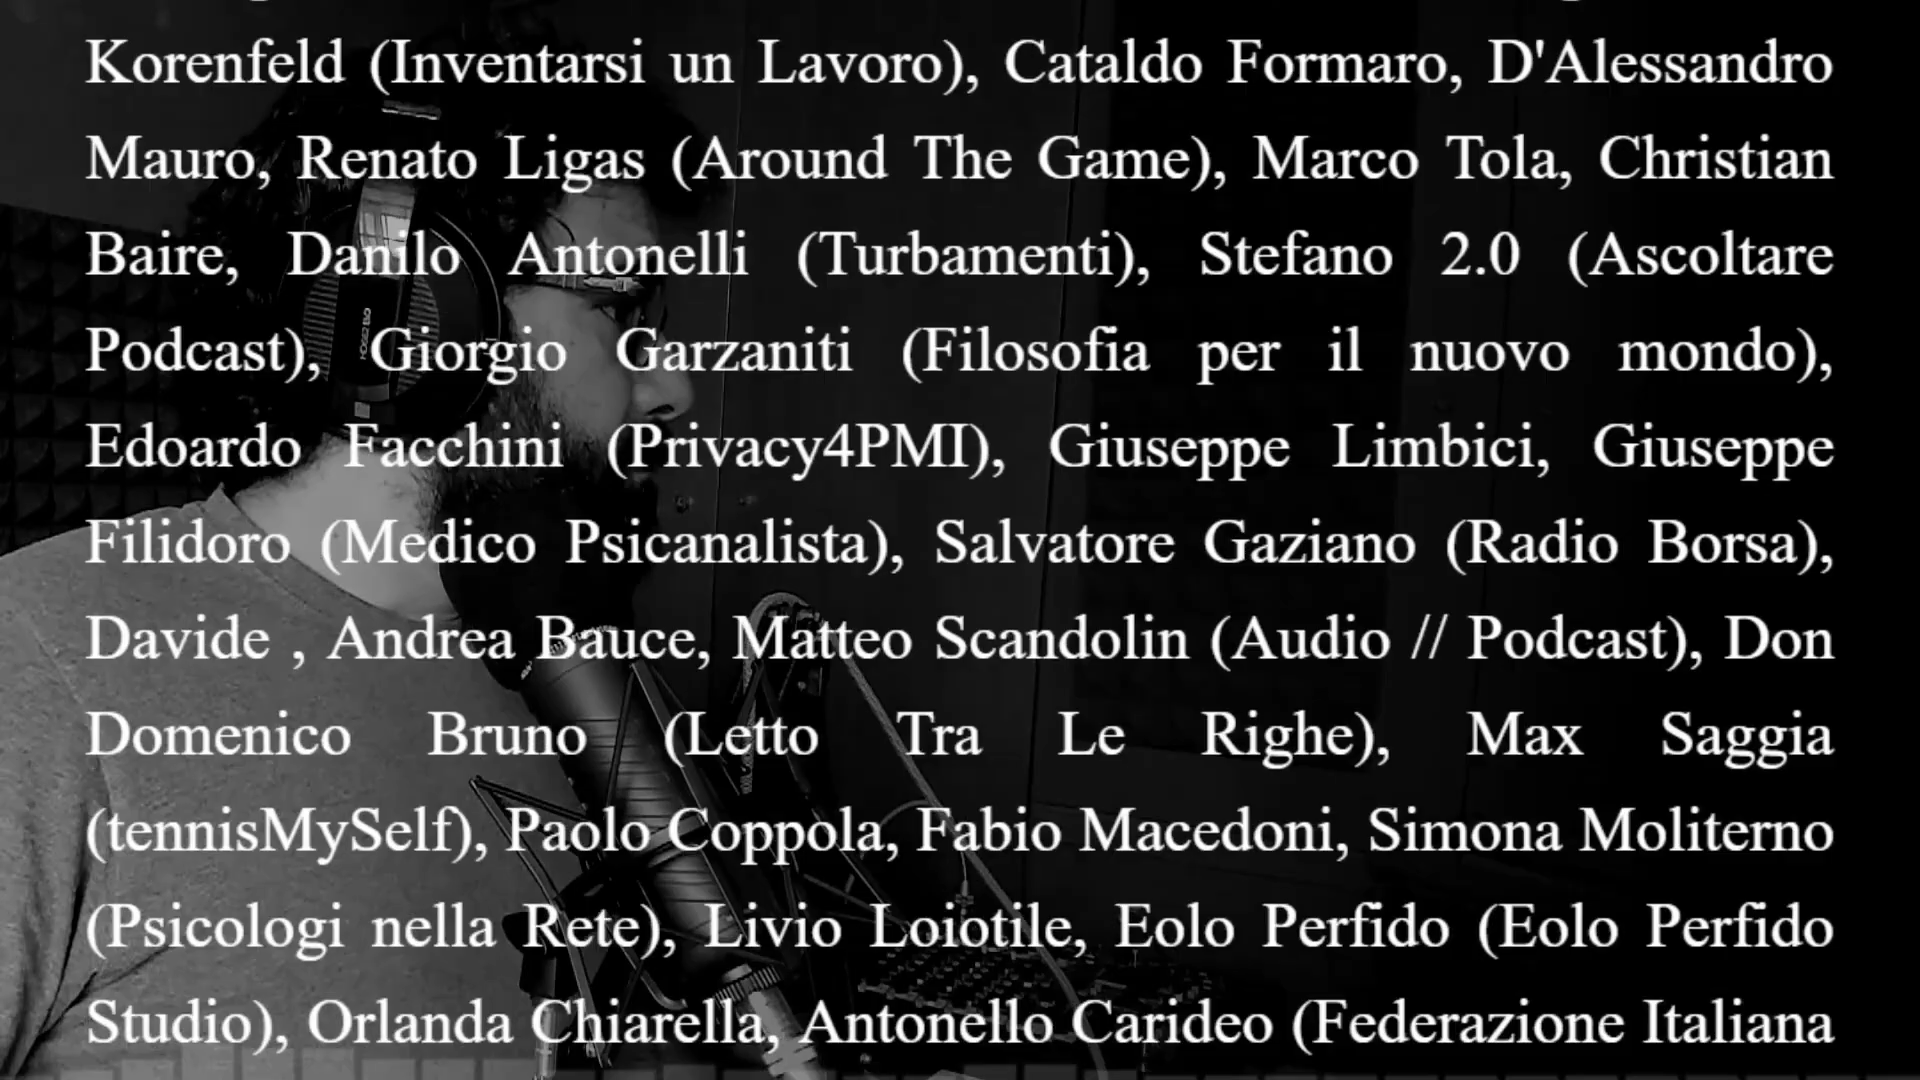 Korenfeld (Inventarsi un Lavoro), Cataldo Formaro, D'Alessandro
Mauro, Renato Ligas (Around The Game), Marco Tola, Christian
Baire, Danilo Antonelli (Turbamenti), Stefano 2.0 (Ascoltare
Podcast), Giorgio Garzaniti (Filosofia per il nuovo mondo),
Edoardo Facchini (Privacy4PMI), Giuseppe Limbici, Giuseppe
Filidoro (Medico Psicanalista), Salvatore Gaziano (Radio Borsa),
Davide , Andrea Bauce, Matteo Scandolin (Audio // Podcast), Don
Domenico Bruno (Letto Tra Le Righe), Max Saggia
(tennisMySelf), Paolo Coppola, Fabio Macedoni, Simona Moliterno
(Psicologi nella Rete), Livio Loiotile, Eolo Perfido (Eolo Perfido
Studio), Orlanda Chiarella, Antonello Carideo (Federazione Italiana